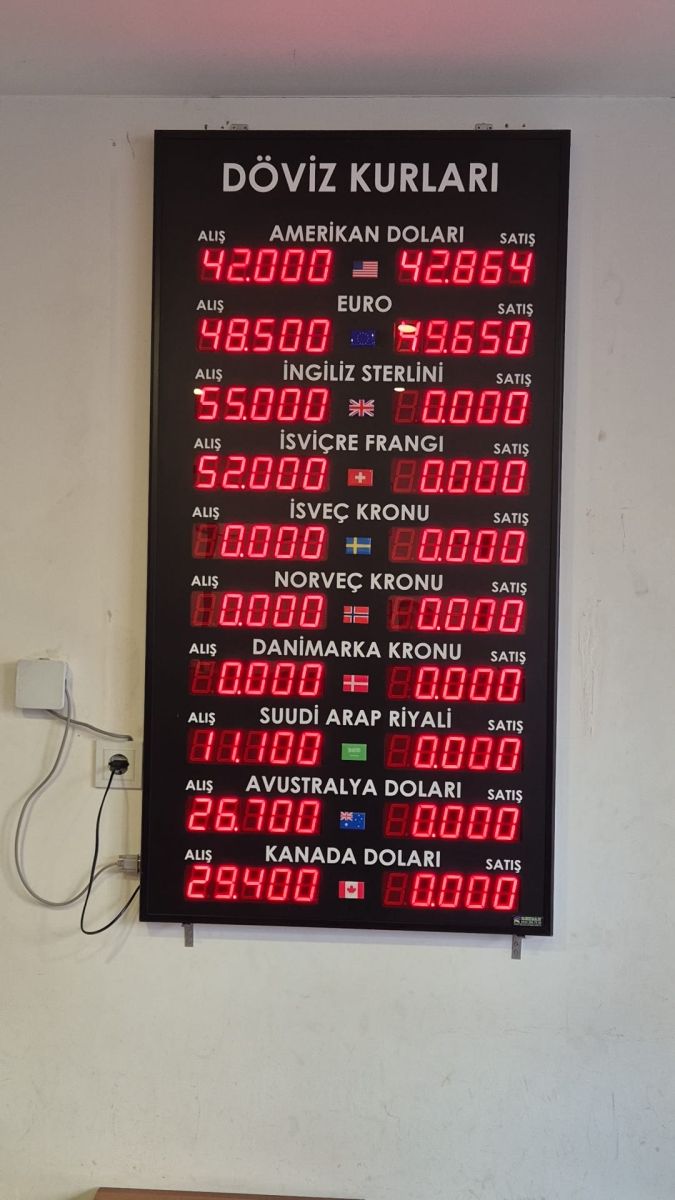 DÖVİZ KURLARI
ALIŞ AMERİKAN DOLARI SATIŞ
42.000 42.864
ALIŞ EURO SATIŞ
48.500 49.650
ALIŞ İNGİLİZ STERLİNİ SATIŞ
55.000 0.000
ALIŞ İSVİÇRE FRANGI SATIŞ
52.000 0.000
ALIŞ İSVEÇ KRONU SATIŞ
0.000 0.000
ALIŞ NORVEÇ KRONU SATIŞ
0.000 0.000
ALIŞ DANİMARKA KRONU SATIŞ
0.000 0.000
ALIŞ SUUDİ ARAP RİYALİ SATIŞ
11.100 0.000
ALIŞ AVUSTRALYA DOLARI SATIŞ
26.700 0.000
ALIŞ KANADA DOLARI SATIŞ
29.400 0.000